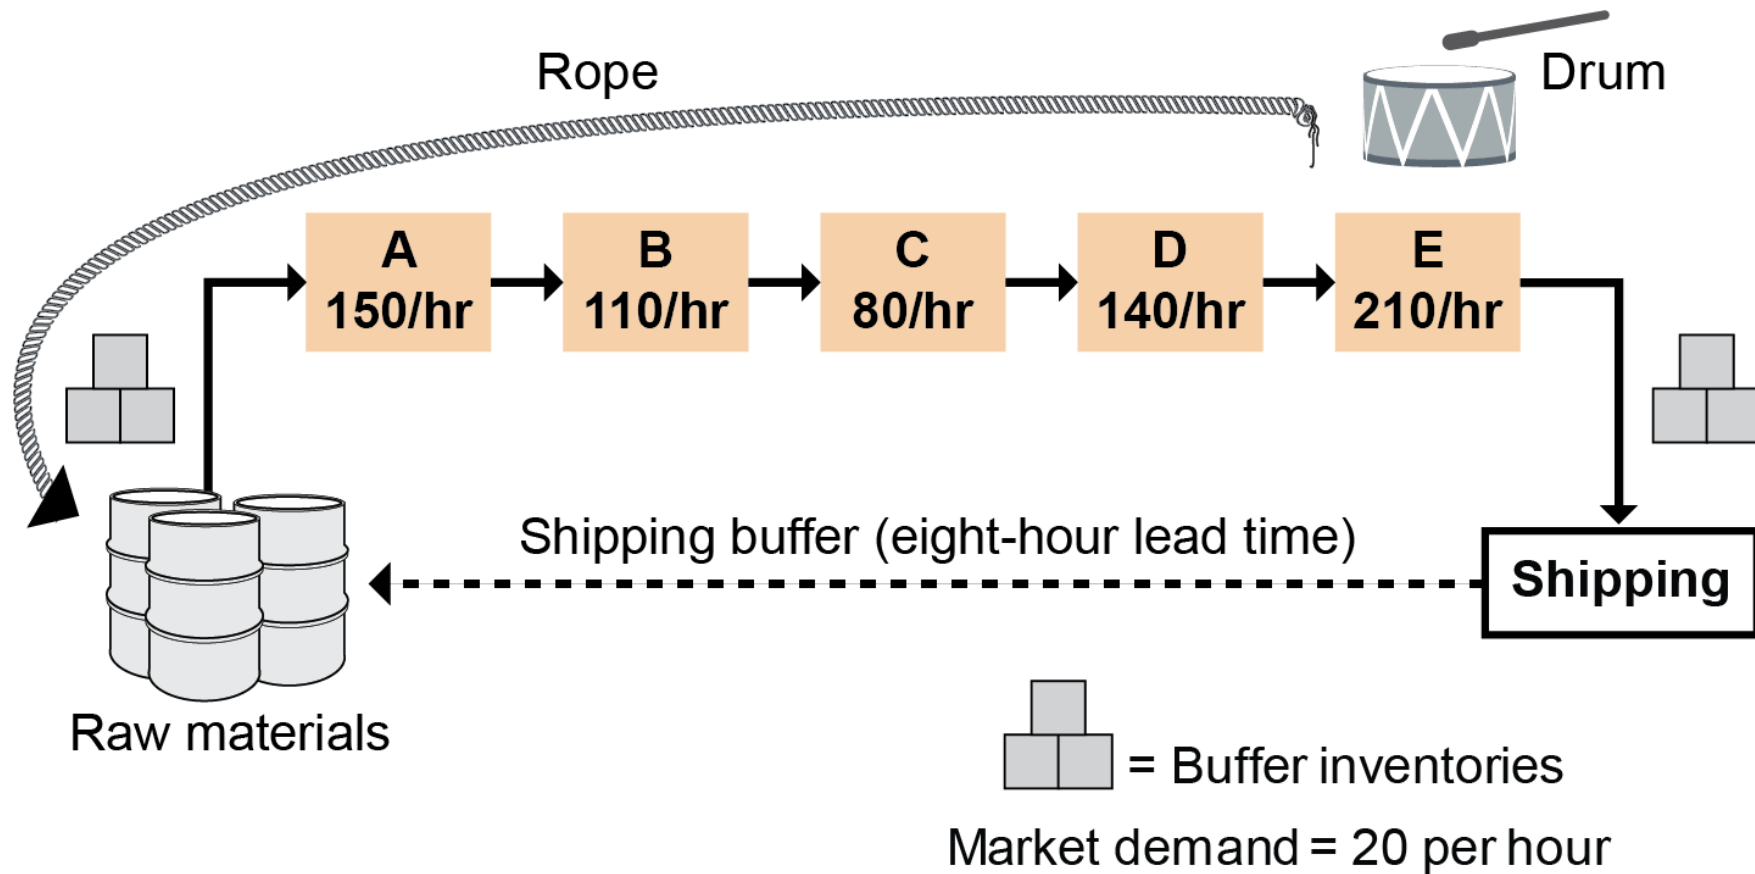 Rope
Drum
A
150/hr
B
110/hr
C
80/hr
D
140/hr
E
210/hr
Shipping buffer (eight-hour lead time)
Shipping
Raw materials
= Buffer inventories
Market demand = 20 per hour